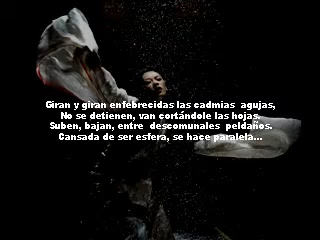 Giran y giran enfebrecidas las cadmias agujas,
No se detienen, van cortándole las hojas.
Suben, bajan, entre descomunales peldaños.
Cansada de ser esfera, se hace paralela...